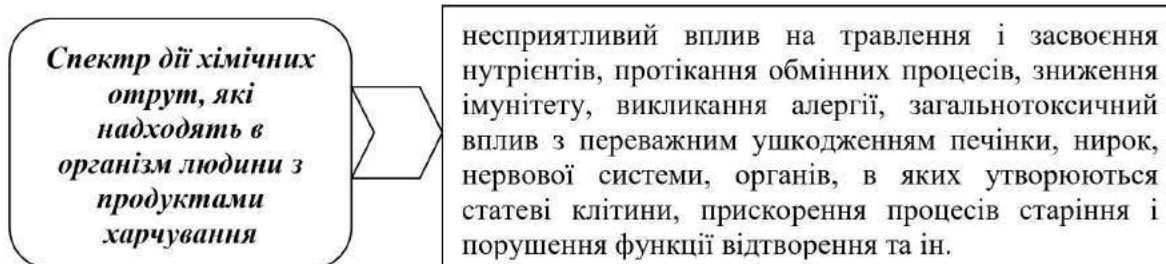 Спектр дії хімічних
отрут, які
надходять в
організм людини з
продуктами
харчування
несприятливий вплив на травлення і засвоєння
нутрієнтів, протікання обмінних процесів, зниження
імунітету, викликання алергії, загальнотоксичний
вплив з переважним ушкодженням печінки, нирок,
нервової системи, органів, в яких утворюються
статеві клітини, прискорення процесів старіння і
порушення функції відтворення та ін.